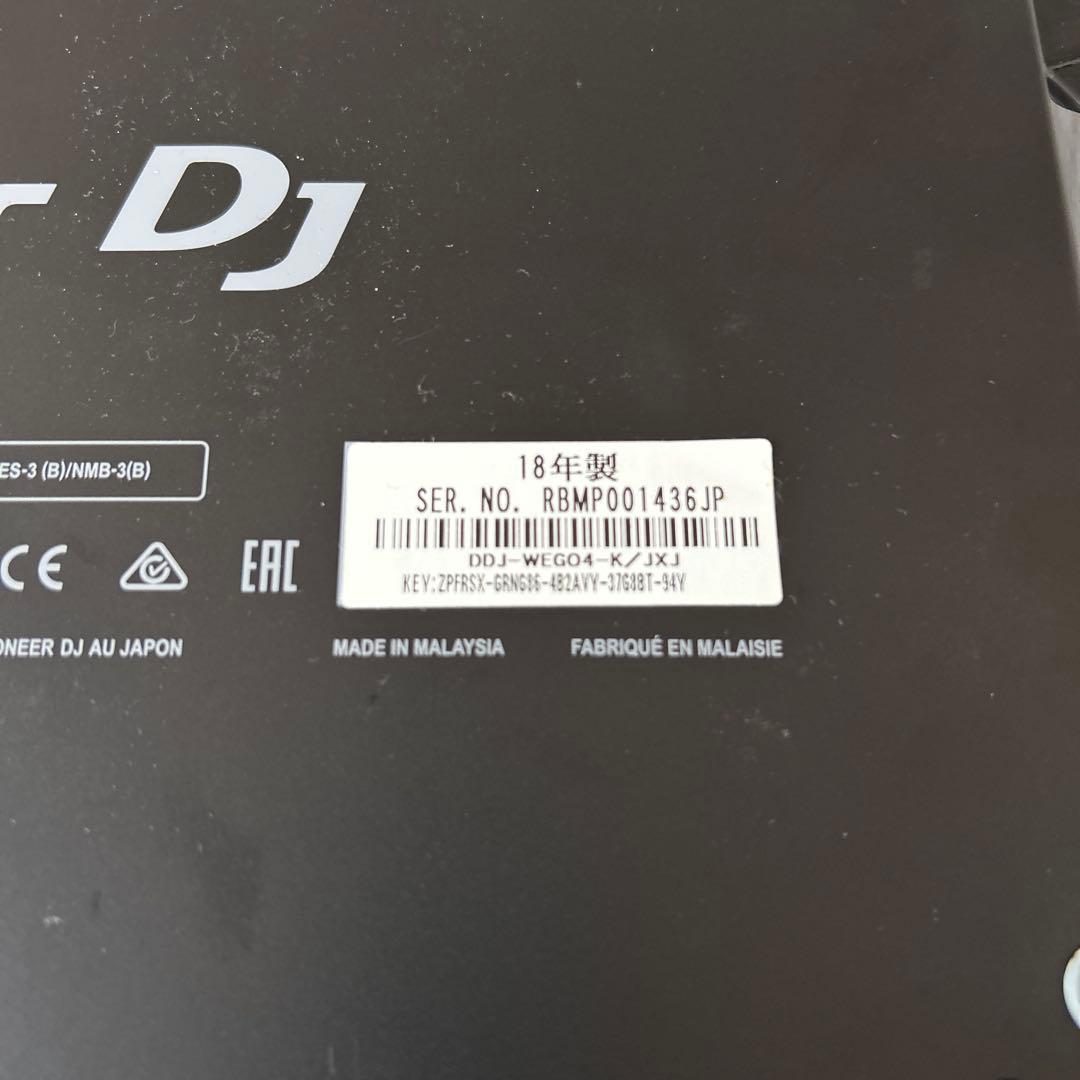 r DJ
ES-3 (B)/NMB-3(B)
18年製
SER. NO. RBMP001436JP
DDJ-WEGO4-K/JXJ
KEY:ZPFRSX-GRNG86-4B2AVY-37G8BT-94Y
CE
EAC
ONEER DJ AU JAPON
MADE IN MALAYSIA
FABRIQUÉ EN MALAISIE